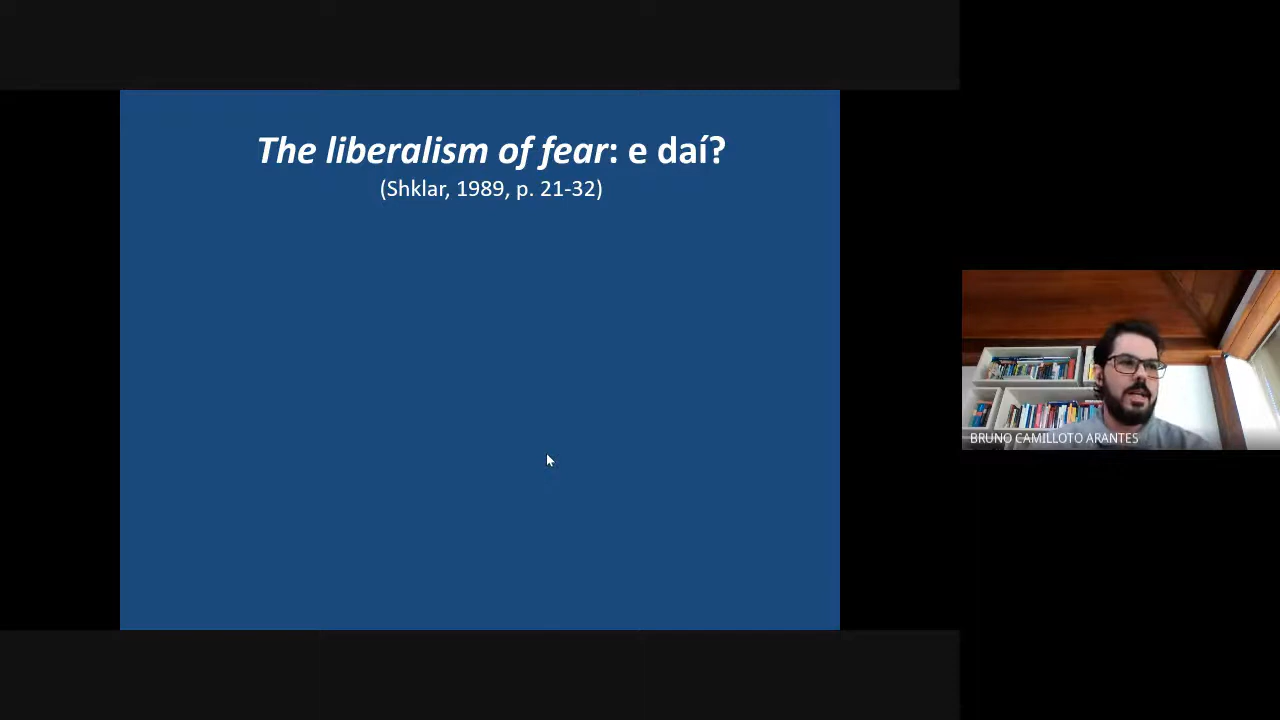 The liberalism of fear: e daí?
(Shklar, 1989, p. 21-32)
BRUNO CAMILLOTO ARANTES